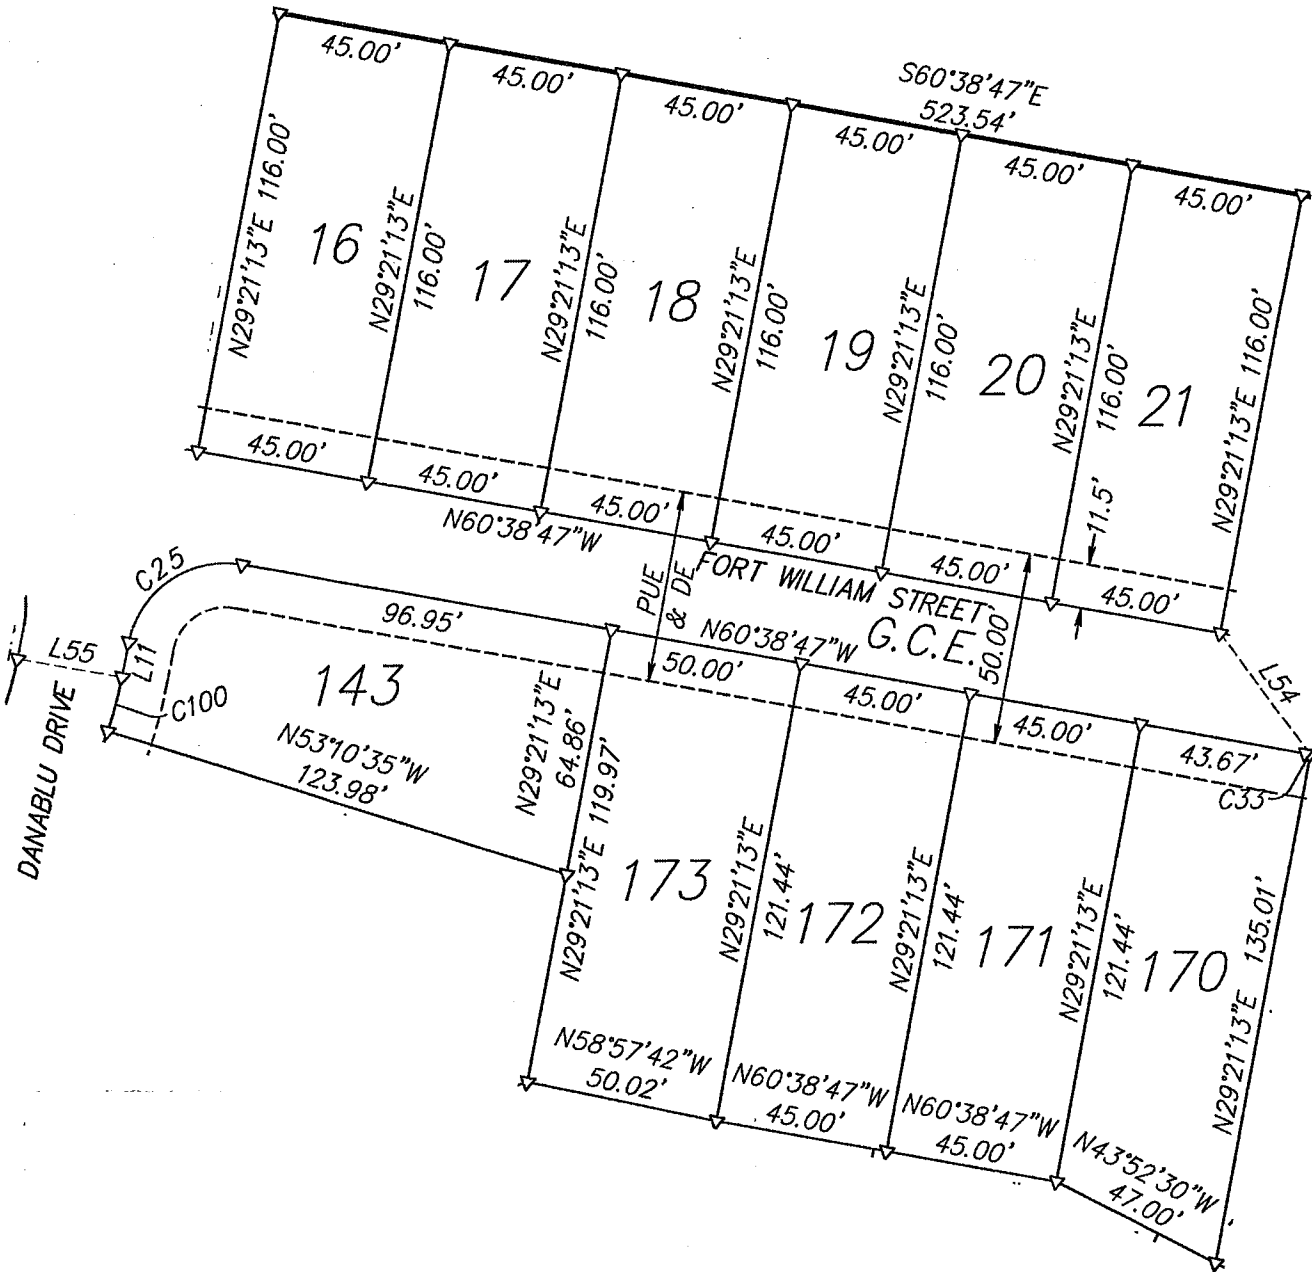 S60°38'47"E
523.54'
45.00'
45.00'
45.00'
45.00'
45.00'
45.00'
N29°21'13"E 116.00'
16
N29°21'13"E
116.00'
17
N29°21'13"E
116.00'
18
N29°21'13"E
116.00'
19
N29°21'13"E
116.00'
20
N29°21'13"E
116.00'
21
N29°21'13"E 116.00'
11.5'
45.00'
45.00'
45.00'
45.00'
45.00'
45.00'
N60°38'47"W
FORT WILLIAM STREET
G.C.E.
PUE
& DE
50.00'
L54
C25
L55
L11
C100
DANABLU DRIVE
96.95'
143
N53°10'35"W
123.98'
N29°21'13"E
64.86'
N60°38'47"W
50.00'
45.00'
45.00'
43.67'
C33
N29°21'13"E 119.97'
173
N29°21'13"E
121.44'
172
N29°21'13"E
121.44'
171
N29°21'13"E
121.44'
170
N29°21'13"E 135.01'
N58°57'42"W
50.02'
N60°38'47"W
45.00'
N60°38'47"W
45.00'
N43°52'30"W
47.00'